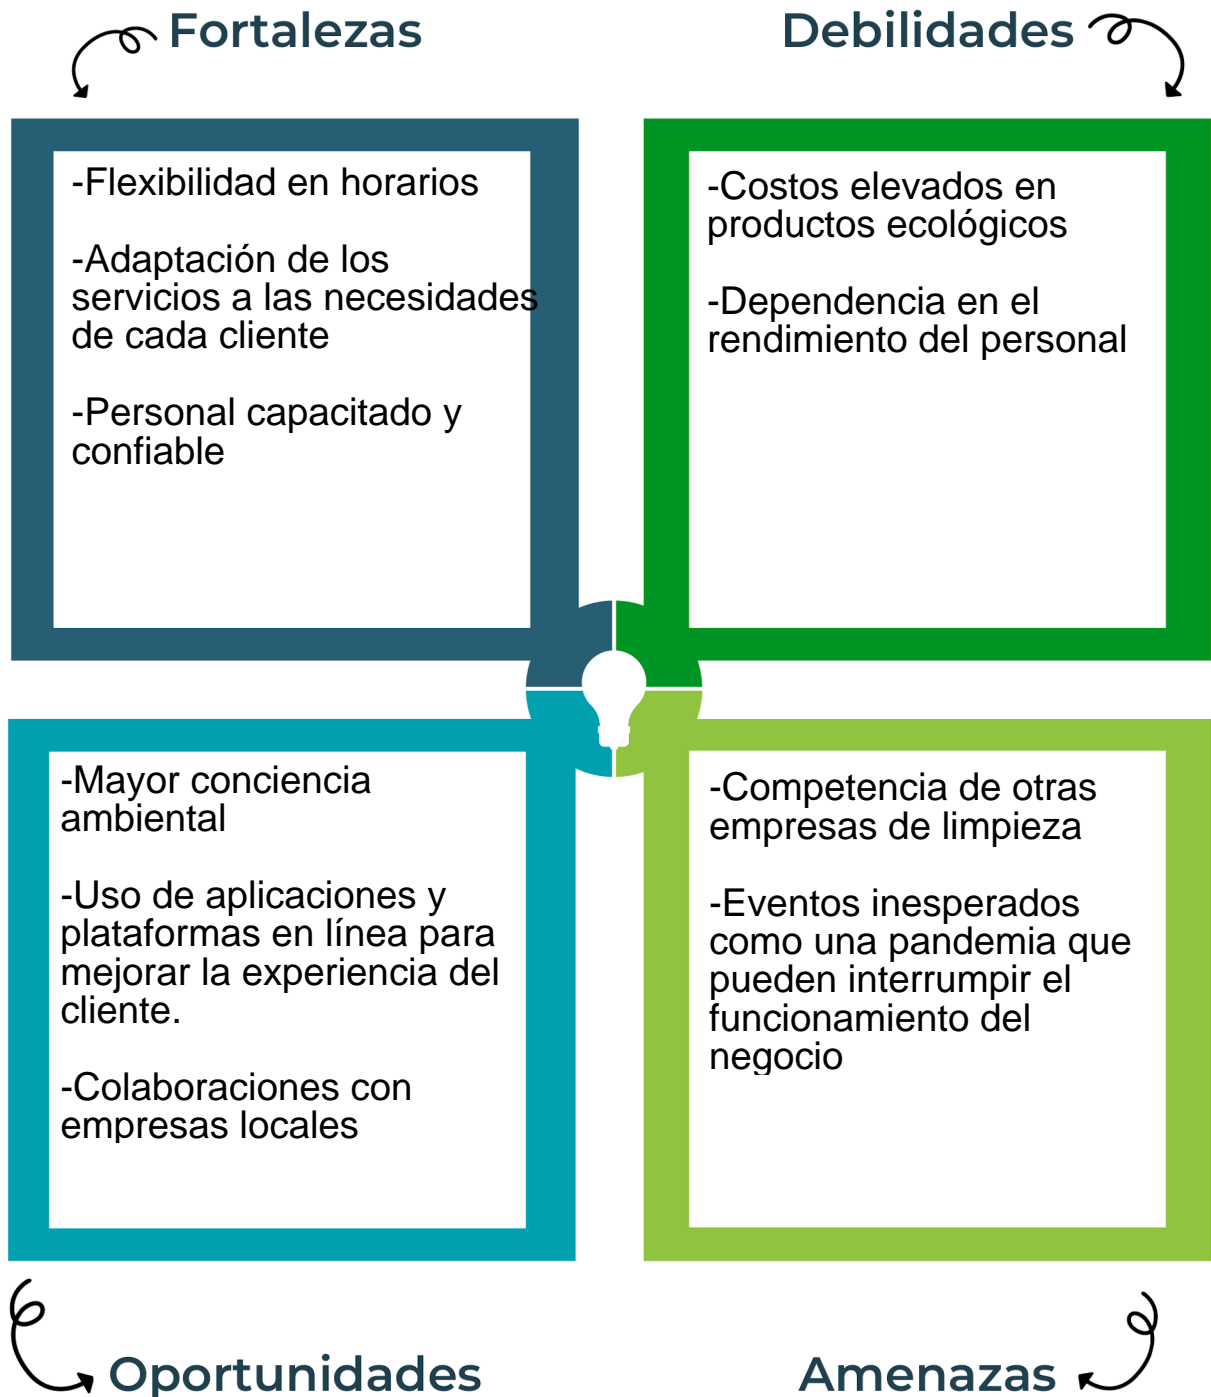 Fortalezas
-Flexibilidad en horarios
-Adaptación de los
servicios a las necesidades
de cada cliente
-Personal capacitado y
confiable
Debilidades
-Costos elevados en
productos ecológicos
-Dependencia en el
rendimiento del personal
-Mayor conciencia
ambiental
-Uso de aplicaciones y
plataformas en línea para
mejorar la experiencia del
cliente.
-Colaboraciones con
empresas locales
Oportunidades
-Competencia de otras
empresas de limpieza
-Eventos inesperados
como una pandemia que
pueden interrumpir el
funcionamiento del
negocio
Amenazas